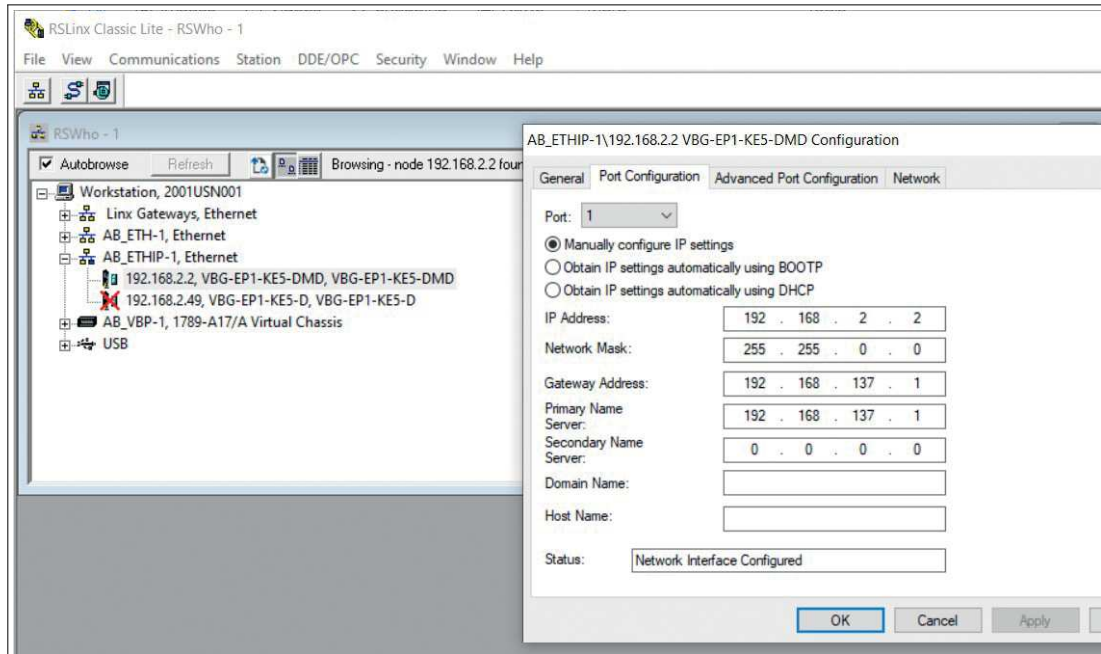 RSLinx Classic Lite - RSWho - 1
File View Communications Station DDE/OPC Security Window Help
RSWho - 1
Autobrowse Refresh Browsing - node 192.168.2.2 four
Workstation, 2001USN001
Linx Gateways, Ethernet
AB_ETH-1, Ethernet
AB_ETHIP-1, Ethernet
192.168.2.2, VBG-EP1-KE5-DMD, VBG-EP1-KE5-DMD
192.168.2.49, VBG-EP1-KE5-D, VBG-EP1-KE5-D
AB_VBP-1, 1789-A17/A Virtual Chassis
USB
AB_ETHIP-1\192.168.2.2 VBG-EP1-KE5-DMD Configuration
General Port Configuration Advanced Port Configuration Network
Port: 1
Manually configure IP settings
Obtain IP settings automatically using BOOTP
Obtain IP settings automatically using DHCP
IP Address: 192 . 168 . 2 . 2
Network Mask: 255 . 255 . 0 . 0
Gateway Address: 192 . 168 . 137 . 1
Primary Name
Server: 192 . 168 . 137 . 1
Secondary Name
Server: 0 . 0 . 0 . 0
Domain Name:
Host Name:
Status: Network Interface Configured
OK Cancel Apply